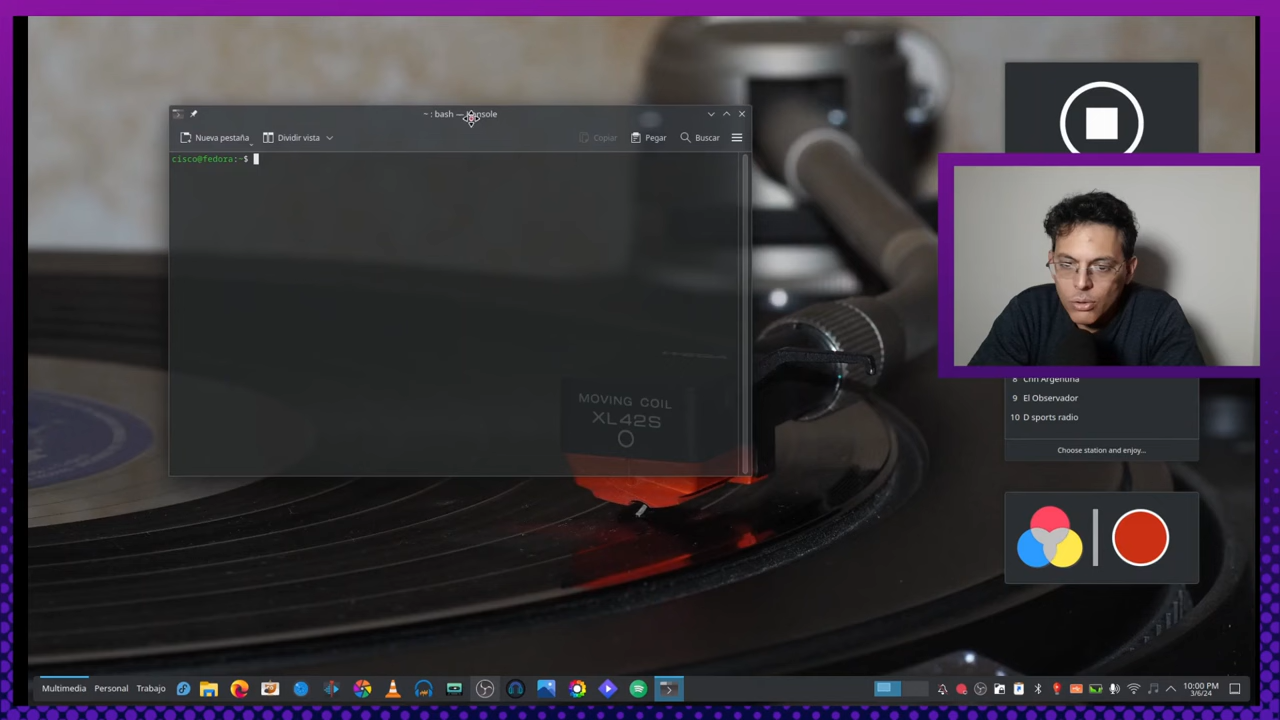 ~ : bash — Konsole
Nueva pestaña
Dividir vista
Copiar
Pegar
Buscar
cisco@fedora:~$
MOVING COIL
XL42S
8 Cnn Argentina
9 El Observador
10 D sports radio
Choose station and enjoy...
Multimedia
Personal
Trabajo
10:00 PM
3/6/24